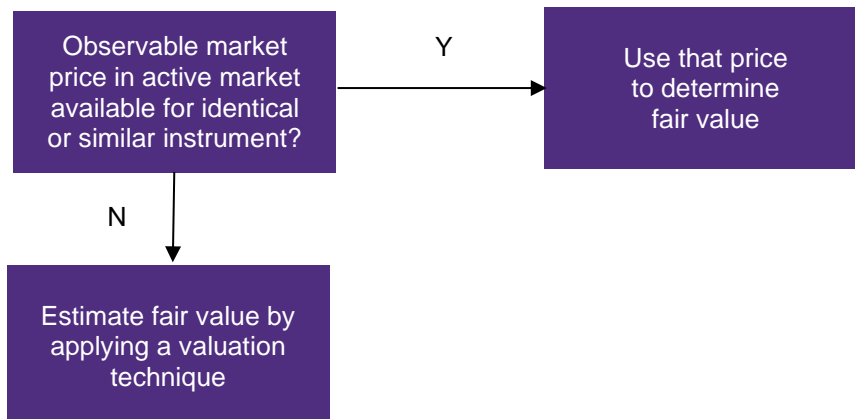 Observable market
price in active market
available for identical
or similar instrument?
Y
Use that price
to determine
fair value
N
Estimate fair value by
applying a valuation
technique